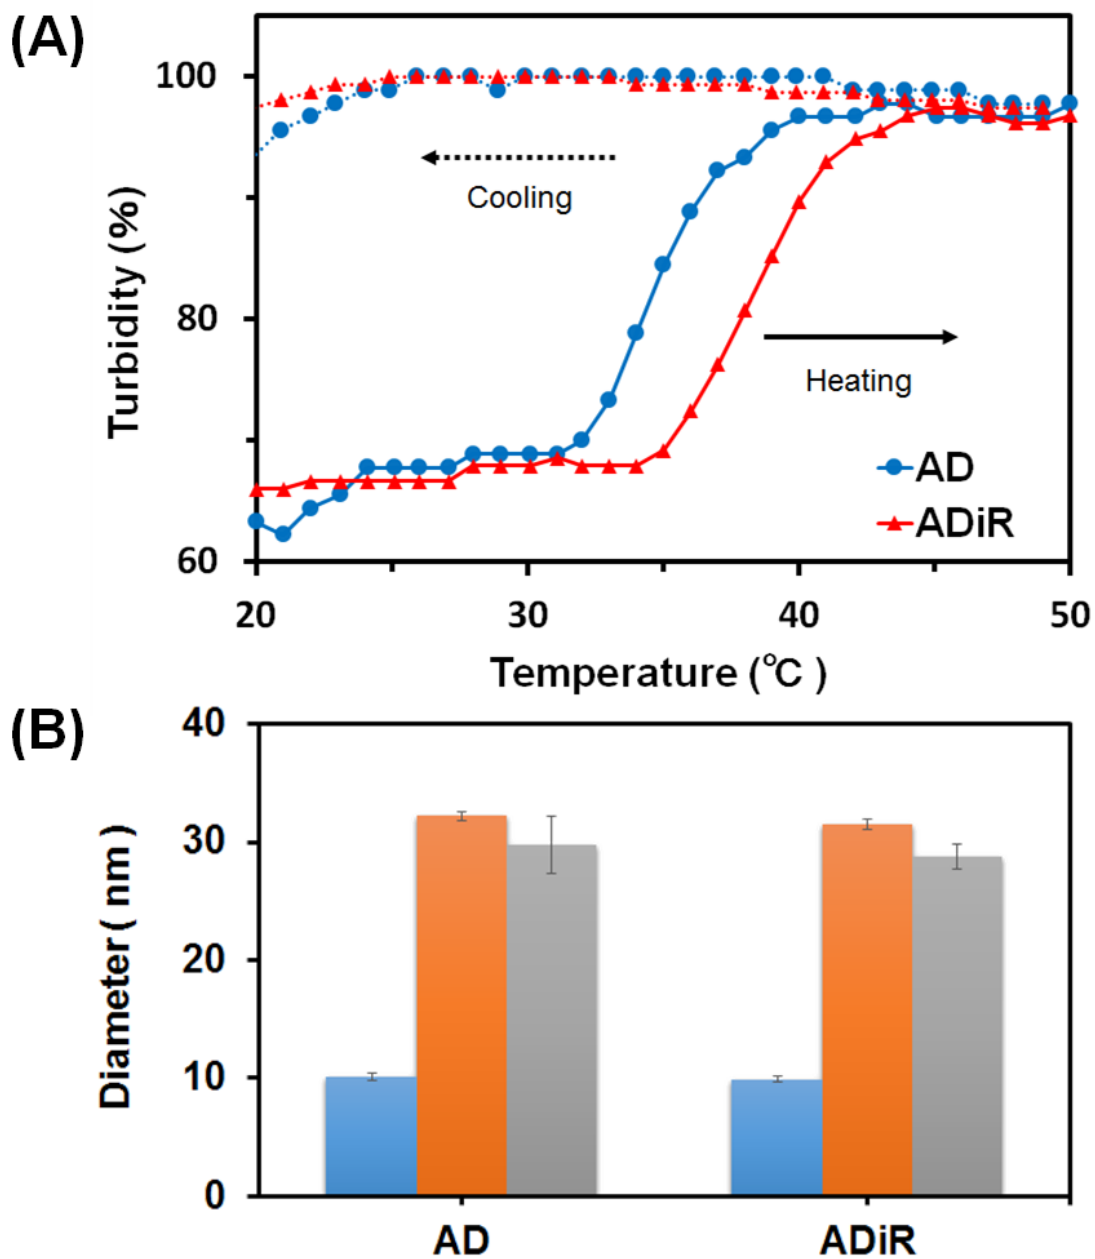 (A)
100
80
60
Turbidity (%)
Cooling
Heating
AD
ADiR
20 30 40 50
Temperature (℃ )
(B)
40
30
20
10
0
Diameter ( nm )
AD ADiR